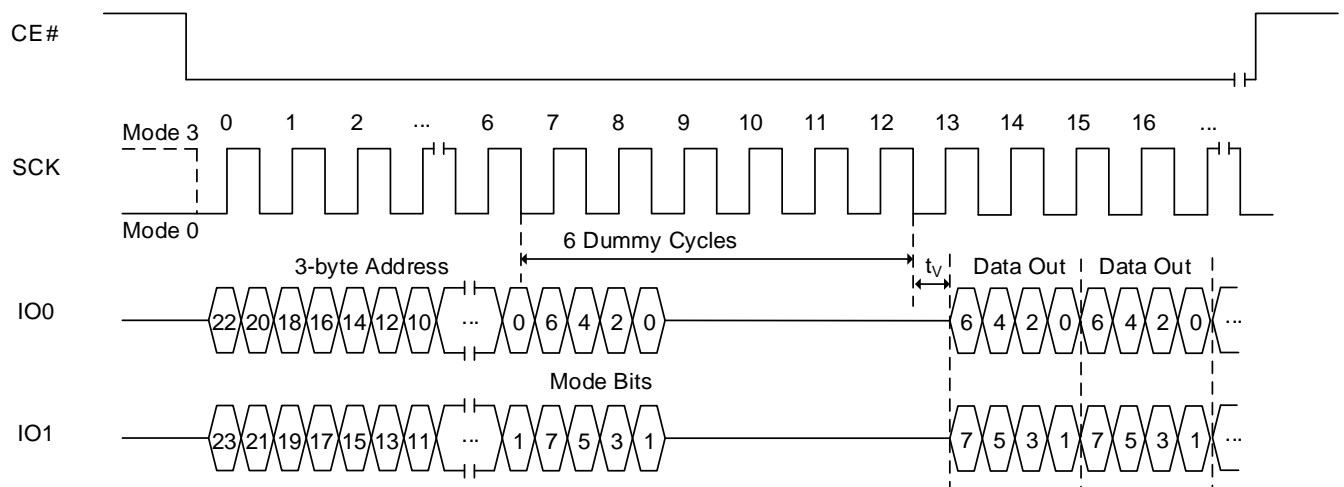 CE#
Mode 3 0 1 2 ... 6 7 8 9 10 11 12 13 14 15 16 ...
SCK
Mode 0
6 Dummy Cycles
3-byte Address tV Data Out Data Out
IO0 22 20 18 16 14 12 10 ... 0 6 4 2 0 6 4 2 0 6 4 2 0 ...
Mode Bits
IO1 23 21 19 17 15 13 11 ... 1 7 5 3 1 7 5 3 1 7 5 3 1 ...